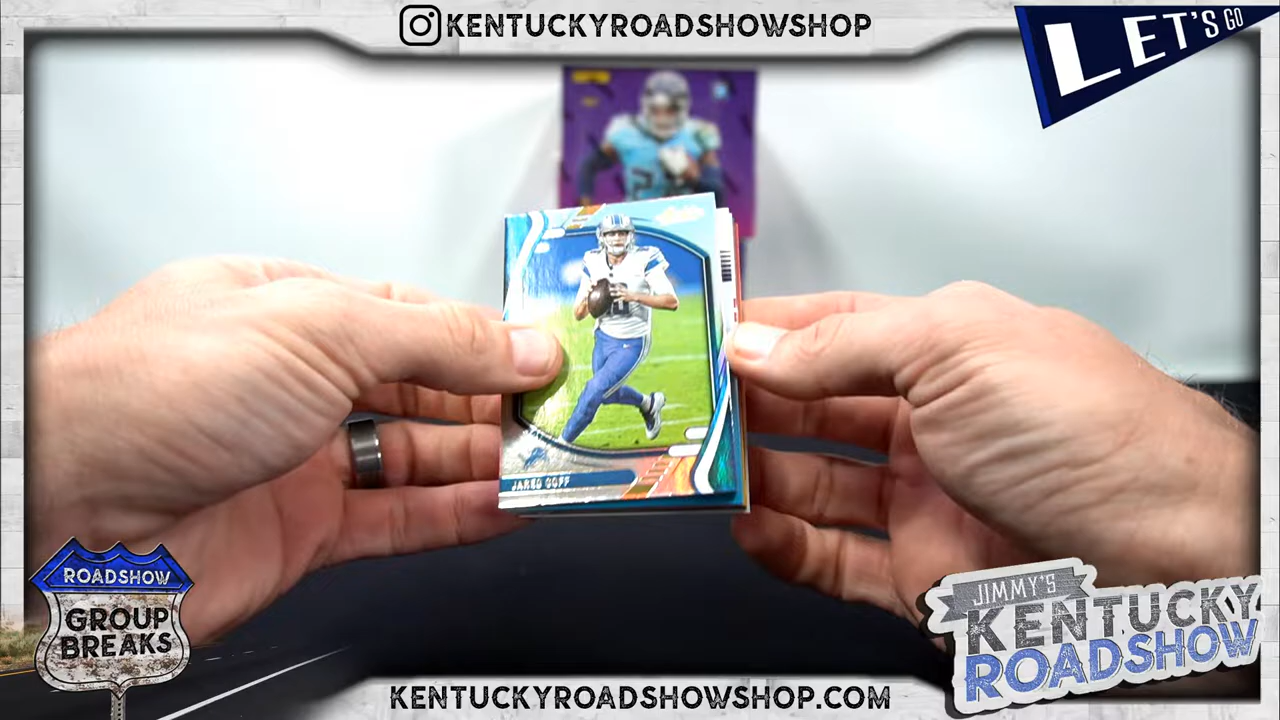 KENTUCKYROADSHOWSHOP
LET'S GO
JARED GOFF
ROADSHOW
GROUP
BREAKS
JIMMY'S
KENTUCKY
ROADSHOW
KENTUCKYROADSHOWSHOP.COM